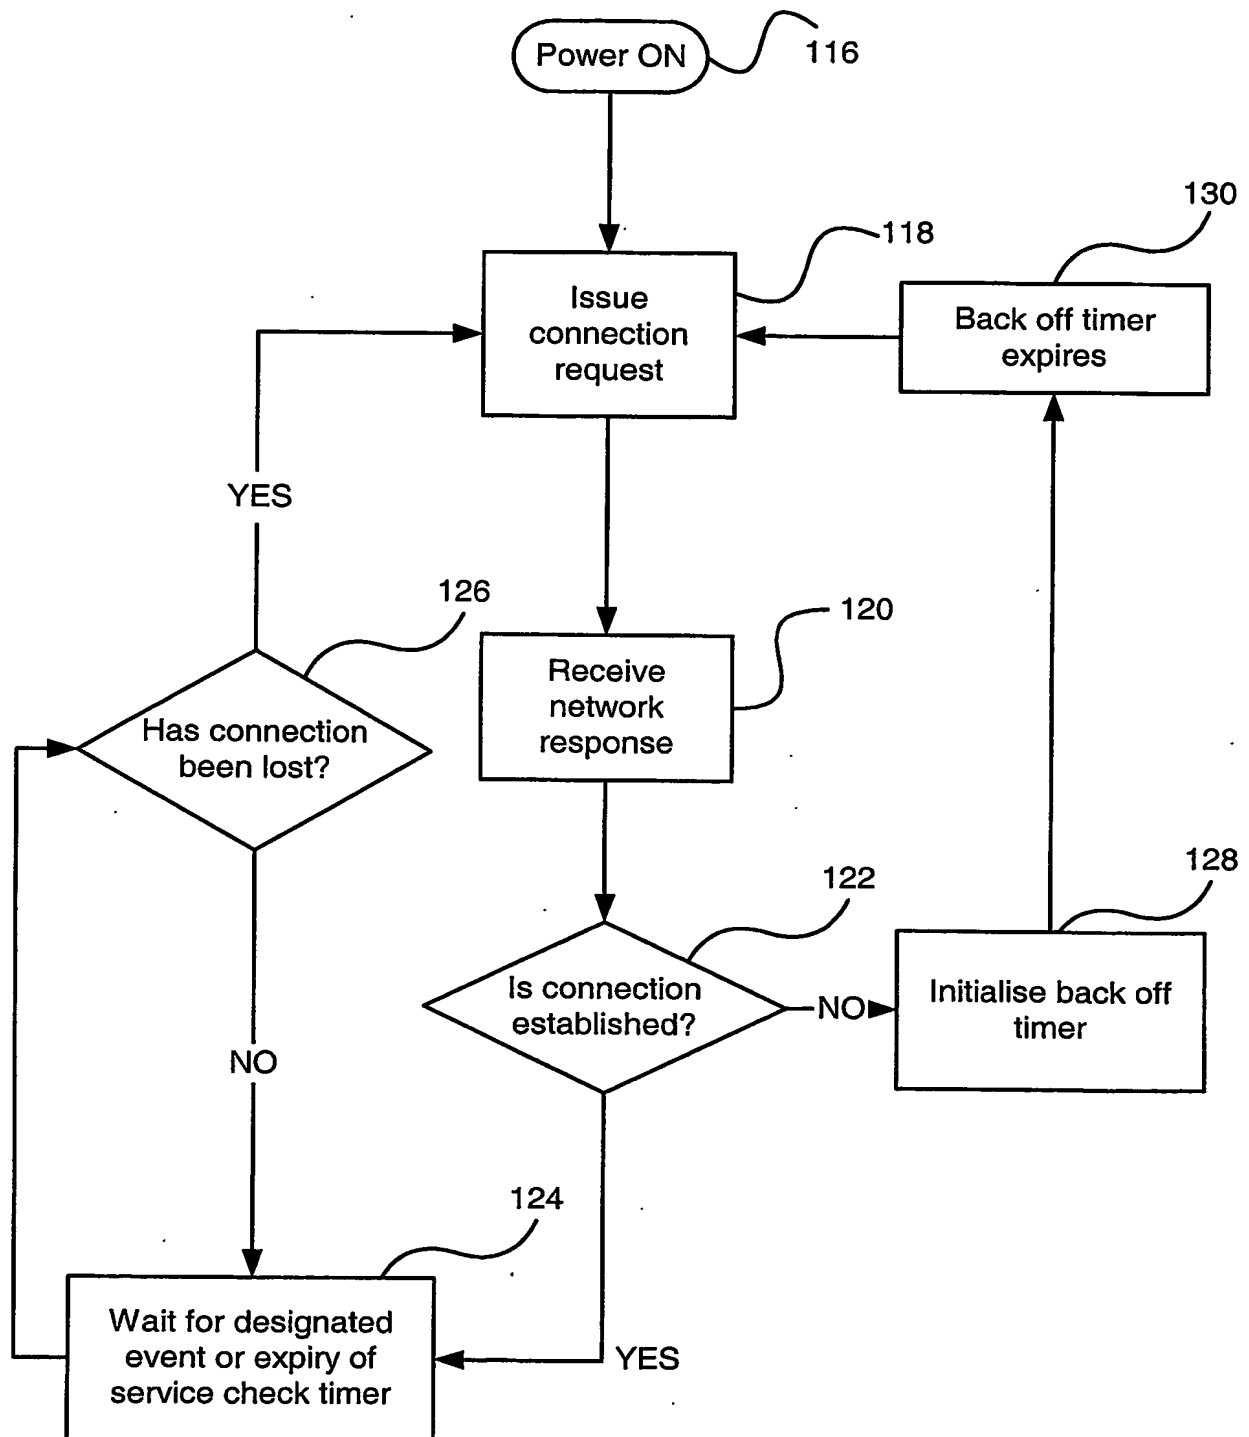 Power ON
116
130
118
Issue
connection
request
Back off timer
expires
YES
126
120
Receive
network
response
Has connection
been lost?
122
128
Is connection
established?
NO
Initialise back off
timer
NO
124
Wait for designated
event or expiry of
service check timer
YES